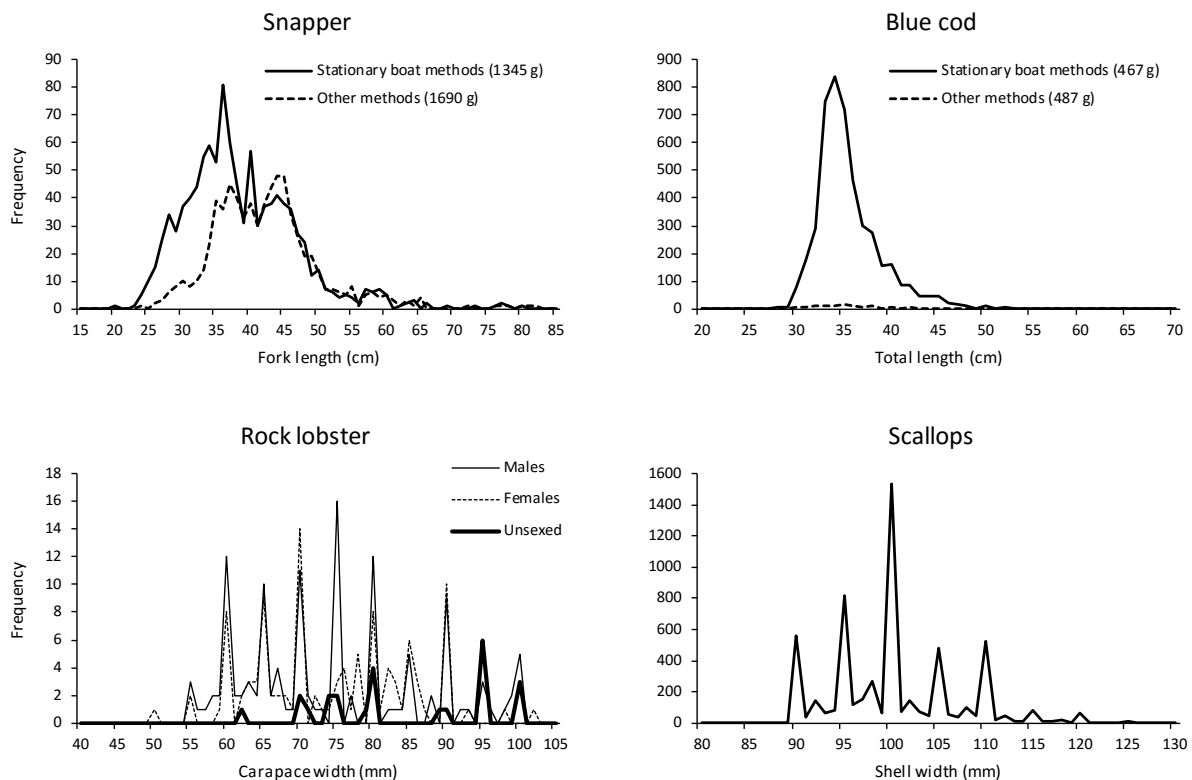 Snapper
90
80
70
60
50
40
30
20
10
0
Frequency
Stationary boat methods (1345 g)
Other methods (1690 g)
15 20 25 30 35 40 45 50 55 60 65 70 75 80 85
Fork length (cm)
Blue cod
900
800
700
600
500
400
300
200
100
0
Stationary boat methods (467 g)
Other methods (487 g)
20 25 30 35 40 45 50 55 60 65 70
Total length (cm)
Rock lobster
18
16
14
12
10
8
6
4
2
0
Frequency
Males
Females
Unsexed
40 45 50 55 60 65 70 75 80 85 90 95 100 105
Carapace width (mm)
Scallops
1600
1400
1200
1000
800
600
400
200
0
80 85 90 95 100 105 110 115 120 125 130
Shell width (mm)